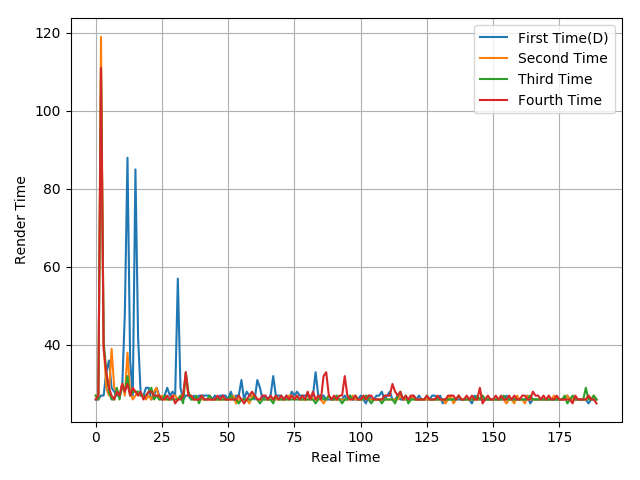 First Time(D)
Second Time
Third Time
Fourth Time
120
100
80
60
40
Render Time
0
25
50
75
100
125
150
175
Real Time